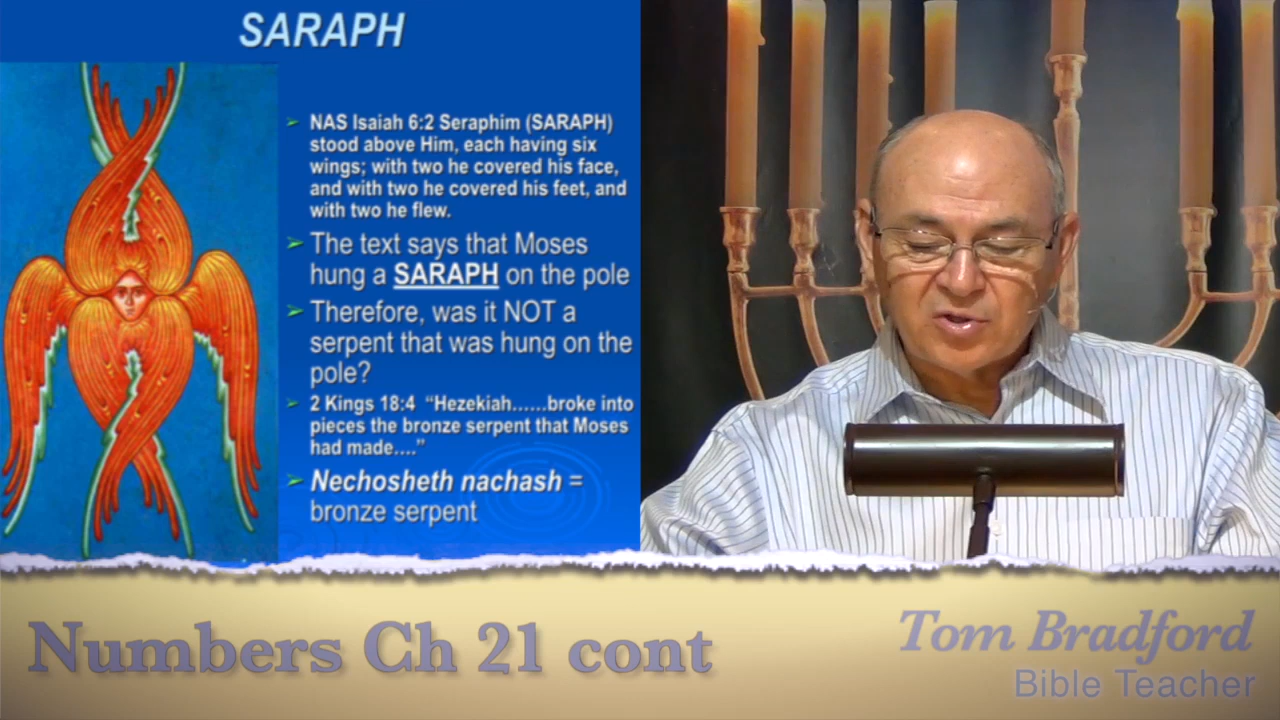 SARAPH
NAS Isaiah 6:2 Seraphim (SARAPH)
stood above Him, each having six
wings; with two he covered his face,
and with two he covered his feet, and
with two he flew.
The text says that Moses
hung a SARAPH on the pole
Therefore, was it NOT a
serpent that was hung on the
pole?
2 Kings 18:4 “Hezekiah......broke into
pieces the bronze serpent that Moses
had made....”
Nechosheth nachash =
bronze serpent
Numbers Ch 21 cont
Tom Bradford
Bible Teacher